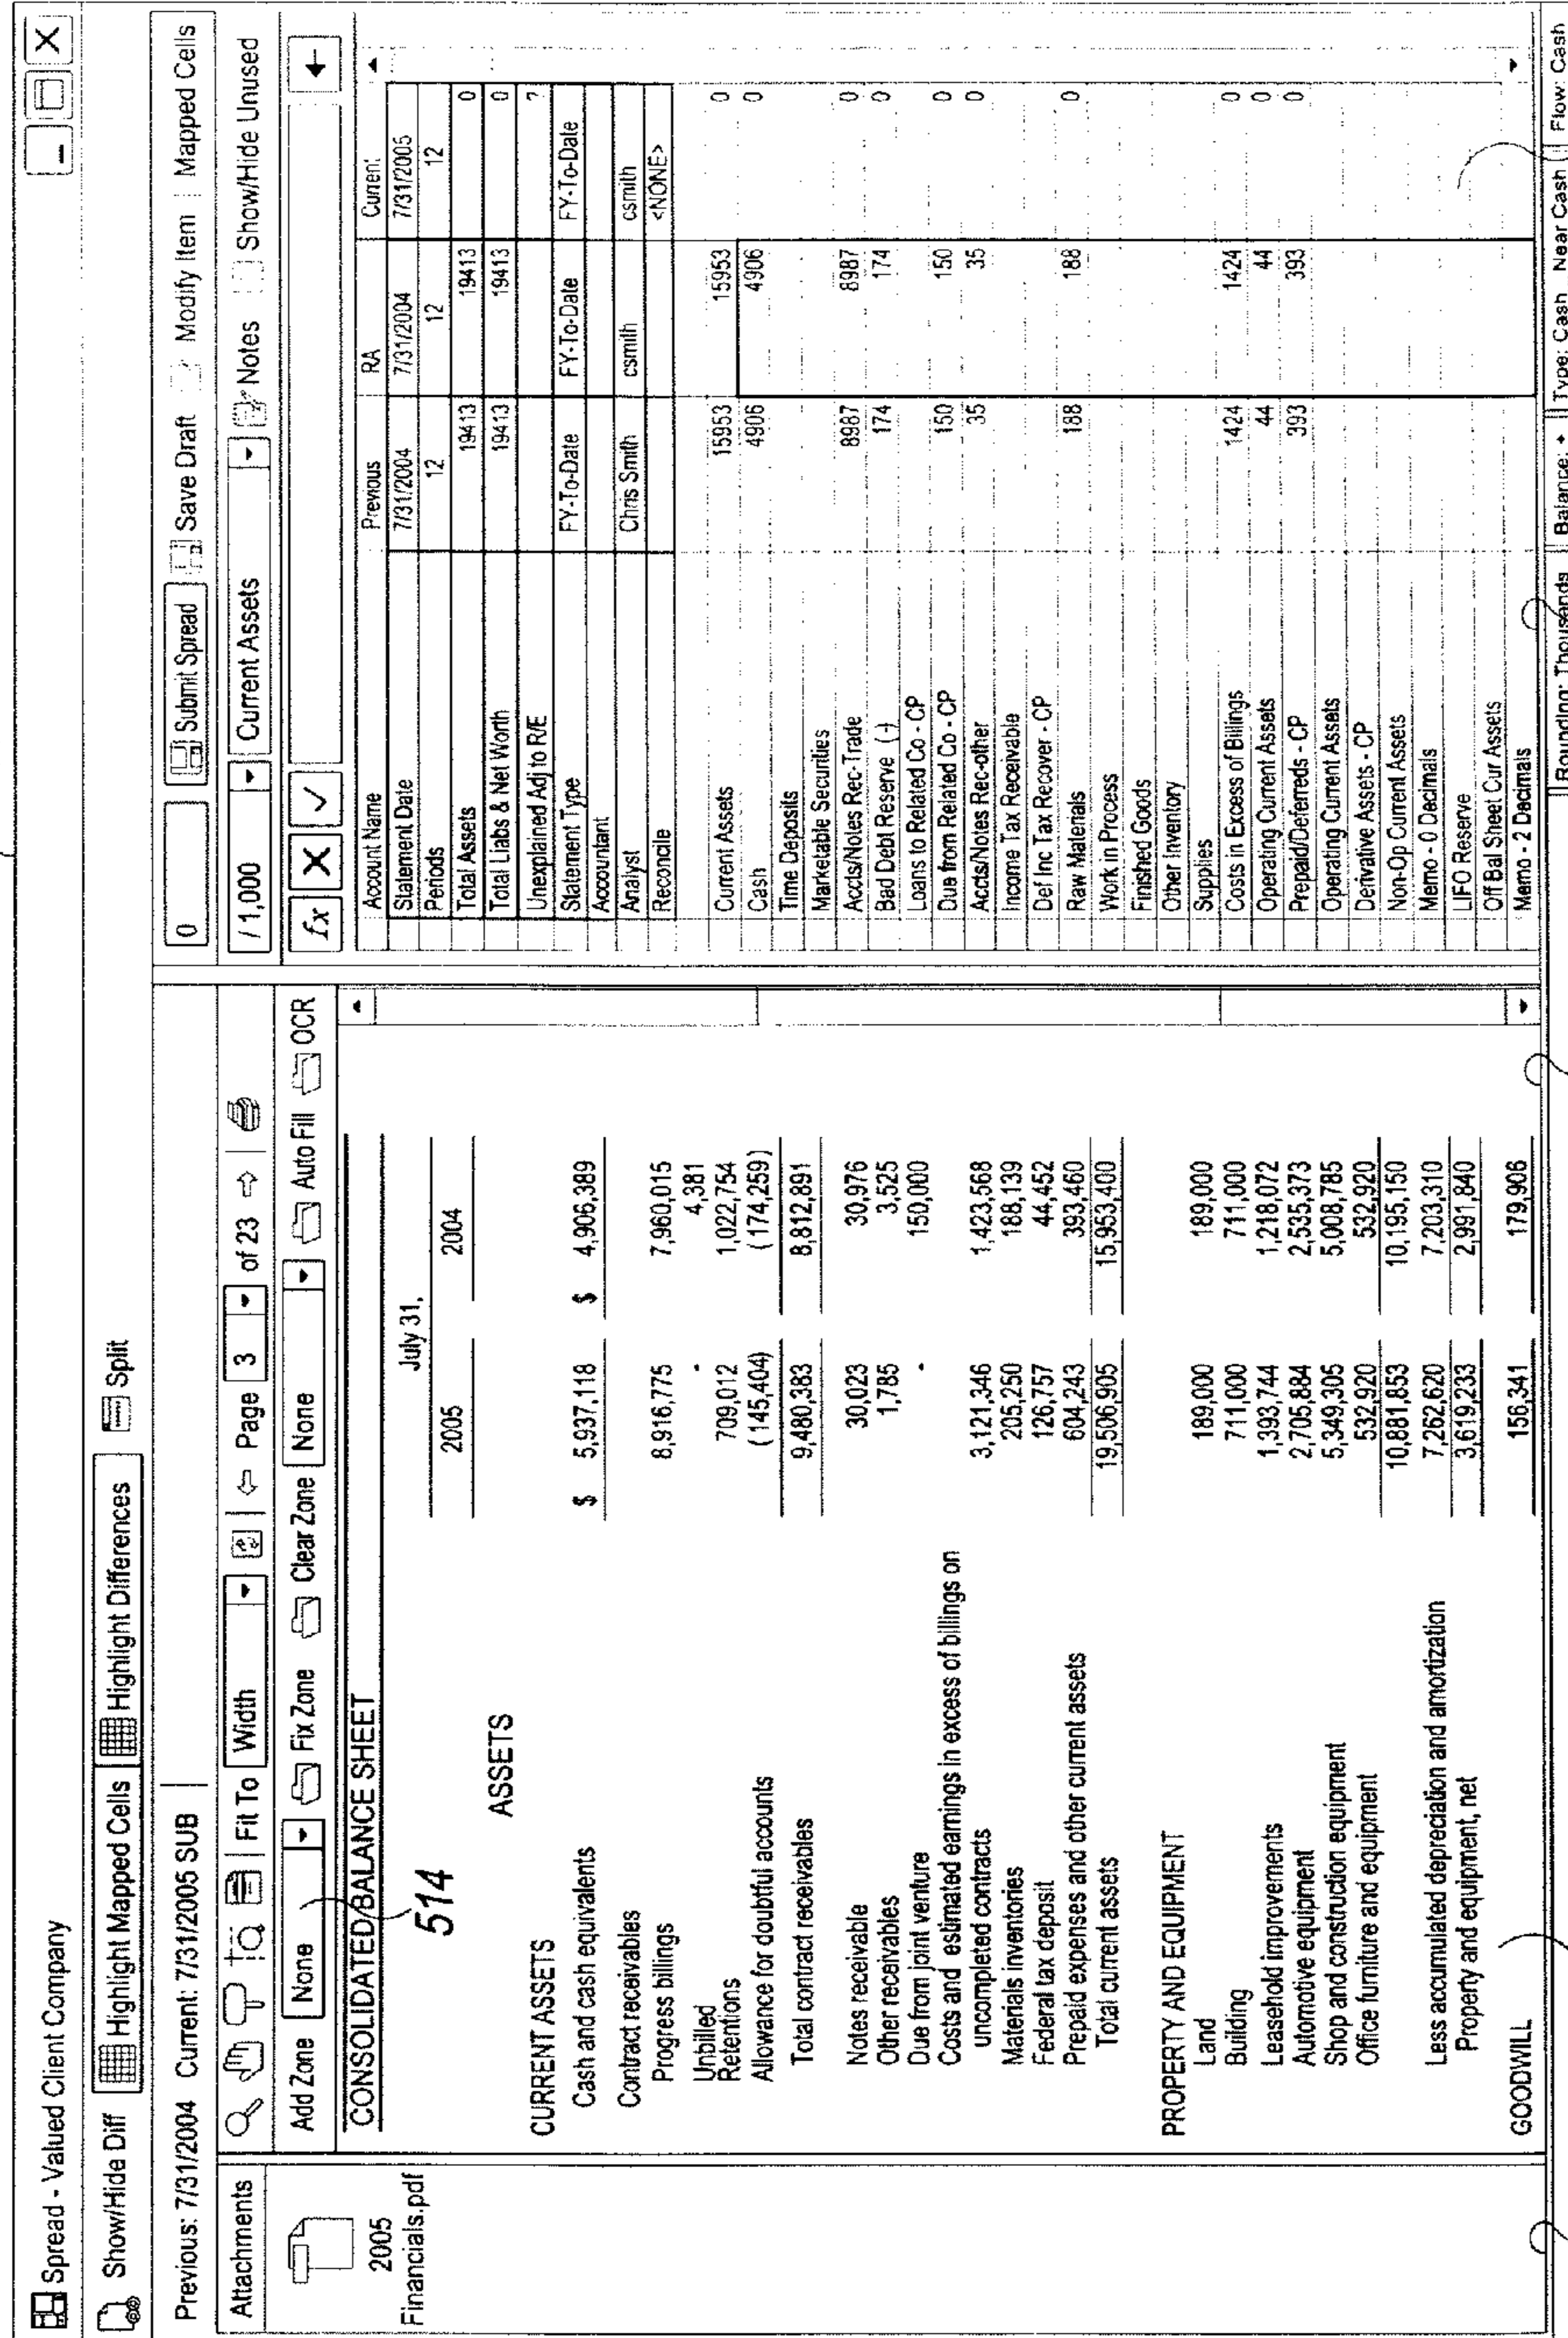 Spread - Valued Client Company
Show/Hide Diff Highlight Mapped Cells Highlight Differences Split
Previous: 7/31/2004 Current: 7/31/2005 SUB
Attachments
2005
Financials.pdf
Fit To Width Page 3 of 23
Add Zone None Fix Zone Clear Zone None Auto Fill OCR
514
CONSOLIDATED BALANCE SHEET
July 31,
2005 2004
ASSETS
CURRENT ASSETS
Cash and cash equivalents $ 5,937,118 $ 4,906,389
Contract receivables
Progress billings 8,916,775 7,960,015
Unbilled - 4,381
Retentions 709,012 1,022,754
Allowance for doubtful accounts (145,404) (174,259)
Total contract receivables 9,480,383 8,812,891
Notes receivable 30,023 30,976
Other receivables 1,785 3,525
Due from joint venture - 150,000
Costs and estimated earnings in excess of billings on
uncompleted contracts 3,121,346 1,423,568
Materials inventories 205,250 188,139
Federal tax deposit 126,757 44,452
Prepaid expenses and other current assets 604,243 393,460
Total current assets 19,506,905 15,953,400
PROPERTY AND EQUIPMENT
Land 189,000 189,000
Building 711,000 711,000
Leasehold improvements 1,393,744 1,218,072
Automotive equipment 2,705,884 2,535,373
Shop and construction equipment 5,349,305 5,008,785
Office furniture and equipment 532,920 532,920
10,881,853 10,195,150
Less accumulated depreciation and amortization 7,262,620 7,203,310
Property and equipment, net 3,619,233 2,991,840
GOODWILL 156,341 179,906
0 Submit Spread Save Draft Modify Item Mapped Cells
/ 1,000 Current Assets Notes Show/Hide Unused
fx X ✓
Account Name Previous RA Current
Statement Date 7/31/2004 7/31/2004 7/31/2005
Periods 12 12 12
Total Assets 19413 19413 0
Total Liabs & Net Worth 19413 19413 0
Unexplained Adj to R/E
Statement Type FY-To-Date FY-To-Date FY-To-Date
Accountant
Analyst Chris Smith csmith csmith
Reconcile <NONE>
Current Assets 15953 15953 0
Cash 4906 4906 0
Time Deposits
Marketable Securities
Accts/Notes Rec-Trade 8987 8987 0
Bad Debt Reserve (-) 174 174 0
Loans to Related Co - CP
Due from Related Co - CP 150 150 0
Accts/Notes Rec-other 35 35 0
Income Tax Receivable
Def Inc Tax Recover - CP
Raw Materials 188 188 0
Work in Process
Finished Goods
Other Inventory
Supplies
Costs in Excess of Billings 1424 1424 0
Operating Current Assets 44 44 0
Prepaid/Deferreds - CP 393 393 0
Operating Current Assets
Derivative Assets - CP
Non-Op Current Assets
Memo - 0 Decimals
LIFO Reserve
Off Bal Sheet Cur Assets
Memo - 2 Decimals
Rounding: Thousands Balance: + Type: Cash Near Cash Flow: Cash